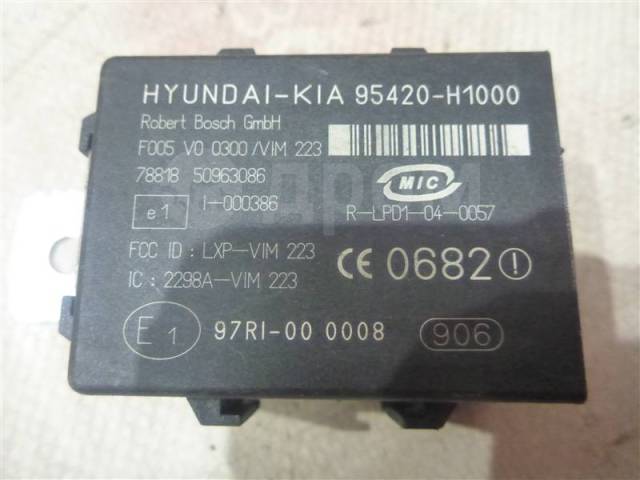 HYUNDAI-KIA 95420-H1000
Robert Bosch GmbH
F005 V0 0300/VIM 223
78818 50963086
MIC
e1 I-000386
R-LPD1-04-0057
FCC ID : LXP-VIM 223
IC : 2298A-VIM 223
CE 0682
E1 97RI-00 0008
906